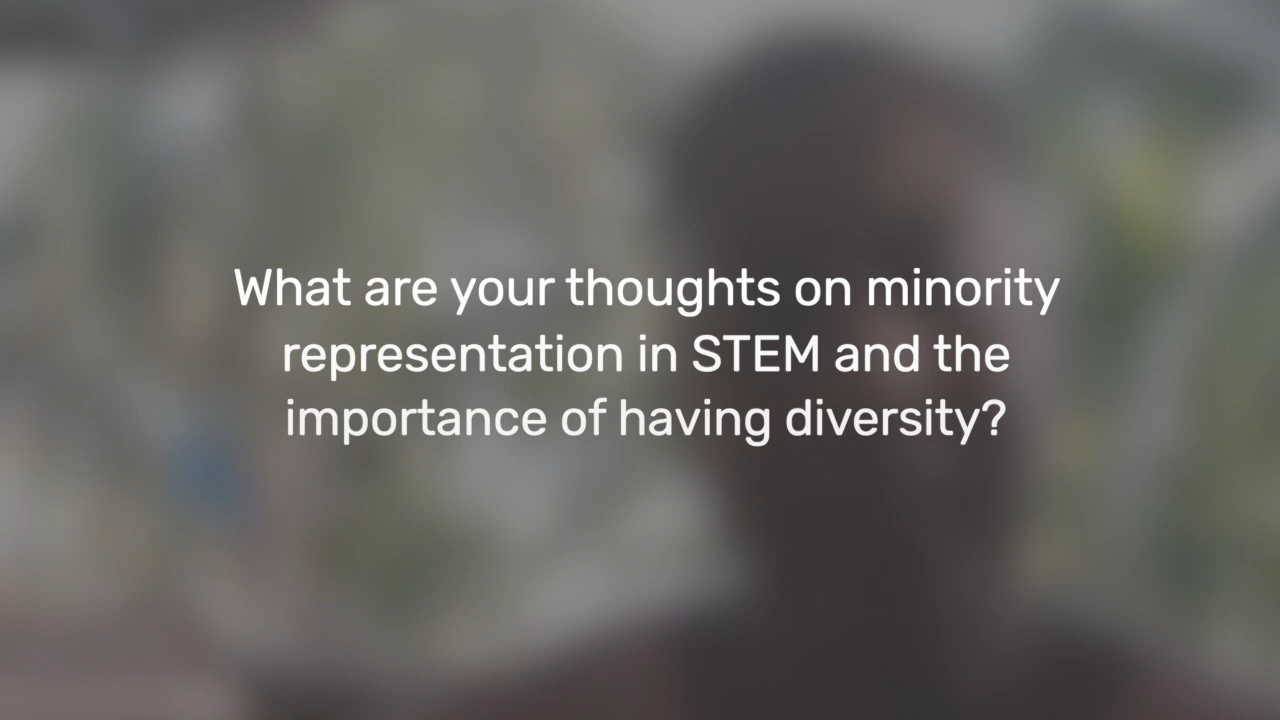 What are your thoughts on minority
representation in STEM and the
importance of having diversity?